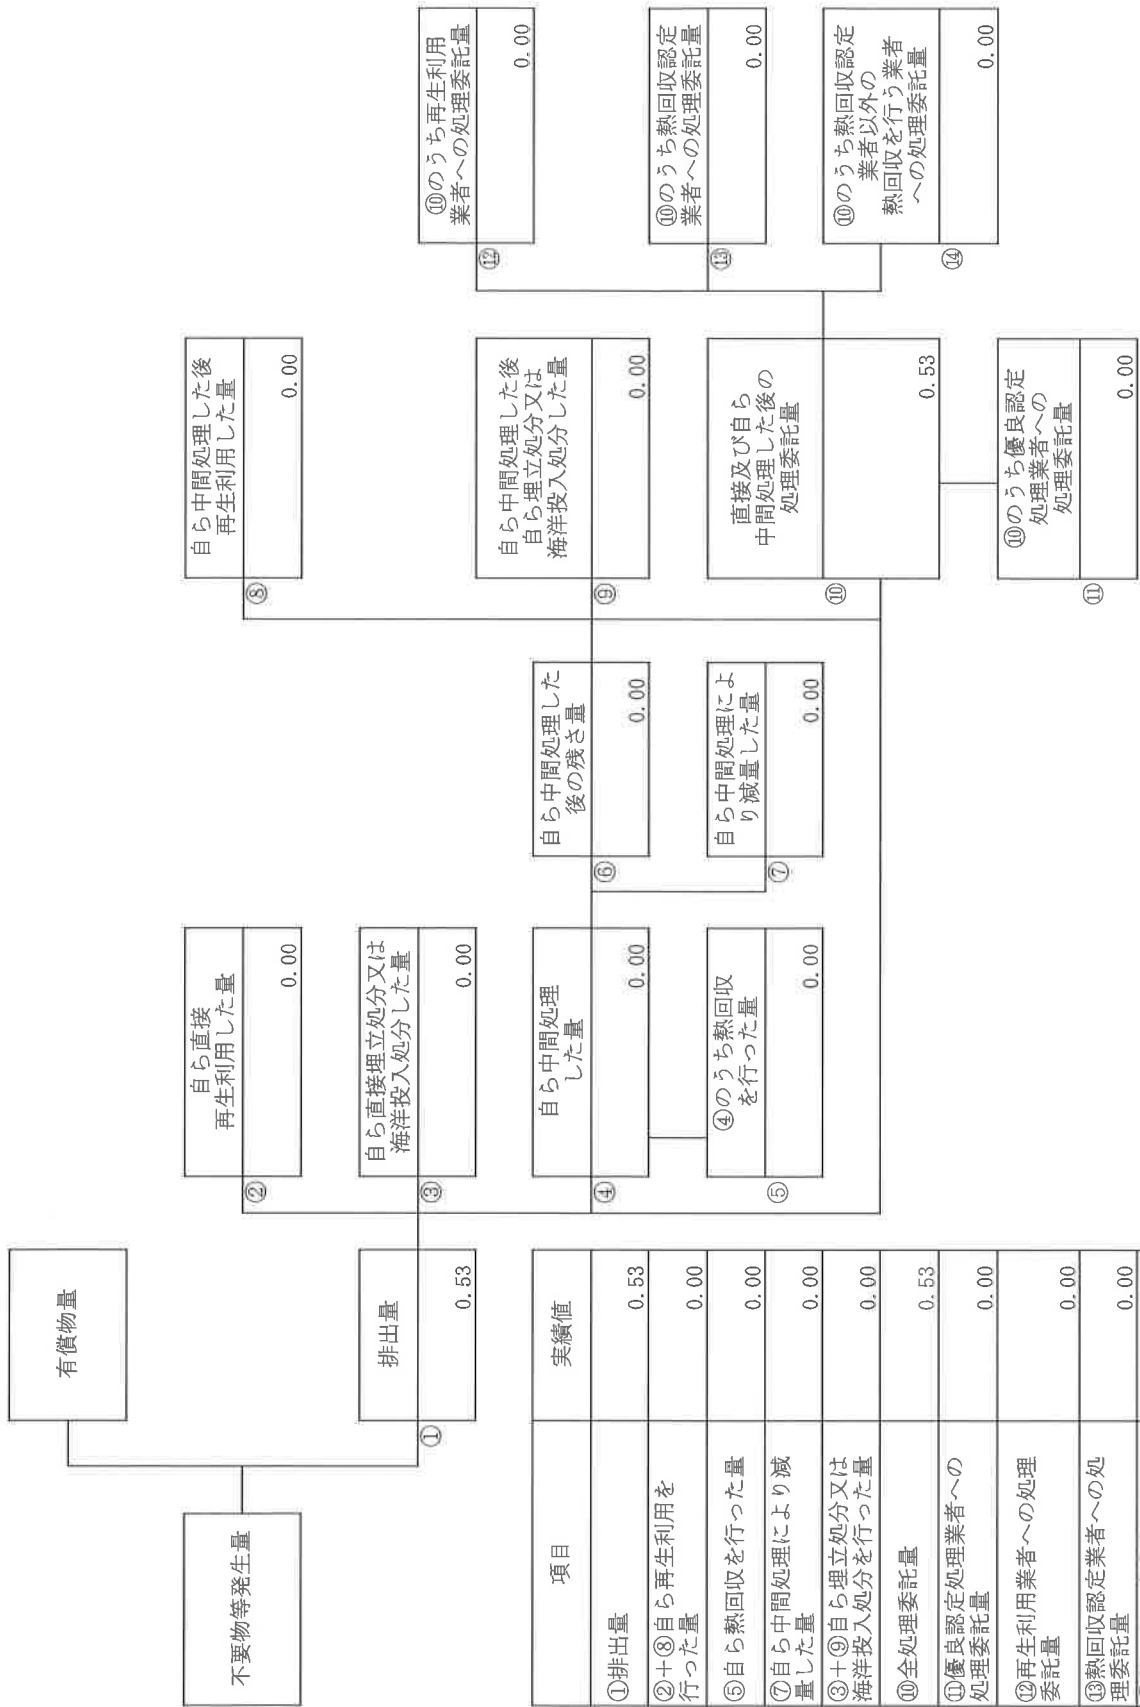 不要物等発生量
有償物量
①
排出量
0.53
②
自ら直接
再生利用した量
0.00
③
自ら直接埋立処分又は
海洋投入処分した量
0.00
④
自ら中間処理
した量
0.00
⑤
④のうち熱回収
を行った量
0.00
⑥
自ら中間処理した
後の残さ量
0.00
⑦
自ら中間処理によ
り減量した量
0.00
⑧
自ら中間処理した後
再生利用した量
0.00
⑨
自ら中間処理した後
自ら埋立処分又は
海洋投入処分した量
0.00
⑩
直接及び自ら
中間処理した後の
処理委託量
0.53
⑪
⑩のうち優良認定
処理業者への
処理委託量
0.00
⑫
⑩のうち再生利用
業者への処理委託量
0.00
⑬
⑩のうち熱回収認定
業者への処理委託量
0.00
⑭
⑩のうち熱回収認定
業者以外の
熱回収を行う業者
への処理委託量
0.00
項目
実績値
①排出量
0.53
②+⑧自ら再生利用を
行った量
0.00
⑤自ら熱回収を行った量
0.00
⑦自ら中間処理により減
量した量
0.00
③+⑨自ら埋立処分又は
海洋投入処分を行った量
0.00
⑩全処理委託量
0.53
⑪優良認定処理業者への
処理委託量
0.00
⑫再生利用業者への処理
委託量
0.00
⑬熱回収認定業者への処
理委託量
0.00